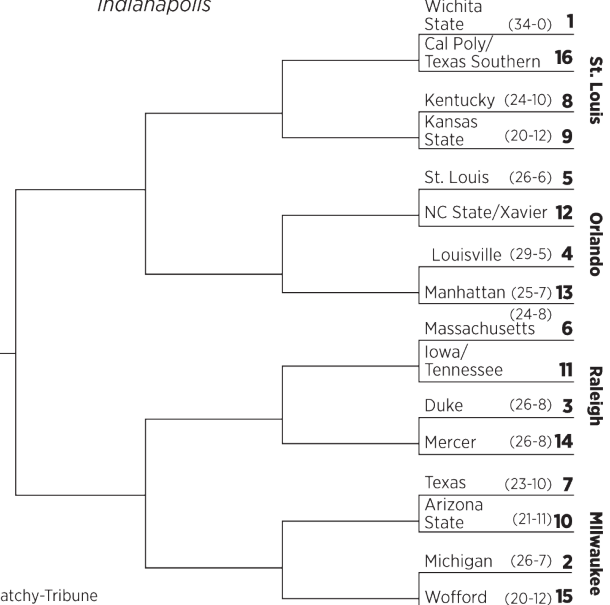 Indianapolis
Wichita
State (34-0) 1
Cal Poly/
Texas Southern 16
Kentucky (24-10) 8
Kansas
State (20-12) 9
St. Louis
St. Louis (26-6) 5
NC State/Xavier 12
Louisville (29-5) 4
Manhattan (25-7) 13
Orlando
(24-8)
Massachusetts 6
Iowa/
Tennessee 11
Duke (26-8) 3
Mercer (26-8) 14
Raleigh
Texas (23-10) 7
Arizona
State (21-11) 10
Michigan (26-7) 2
Wofford (20-12) 15
MIlwaukee
atchy-Tribune